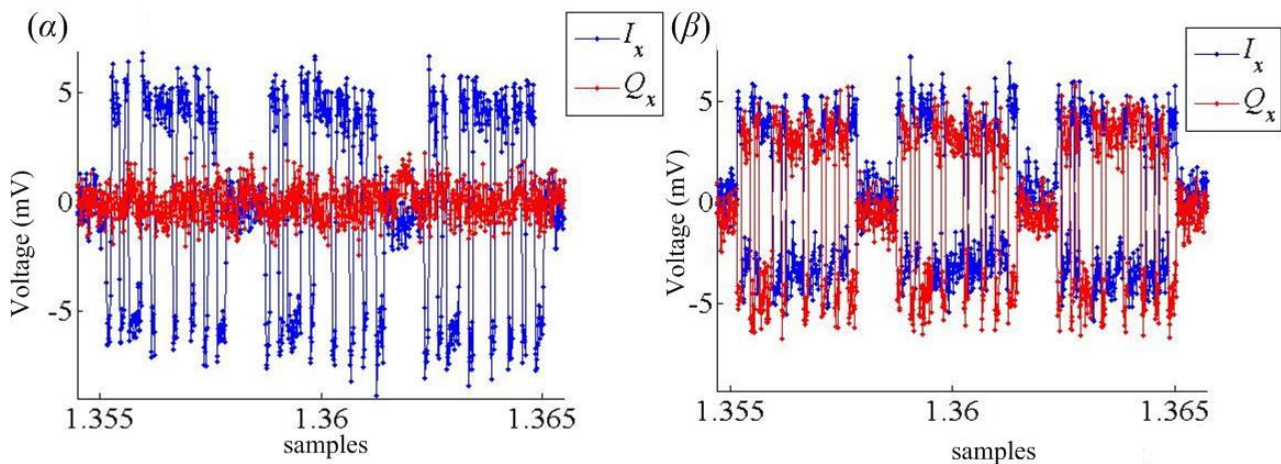 (α)
I_x
Q_x
Voltage (mV)
5
0
-5
1.355
1.36
1.365
samples
(β)
I_x
Q_x
Voltage (mV)
5
0
-5
1.355
1.36
1.365
samples